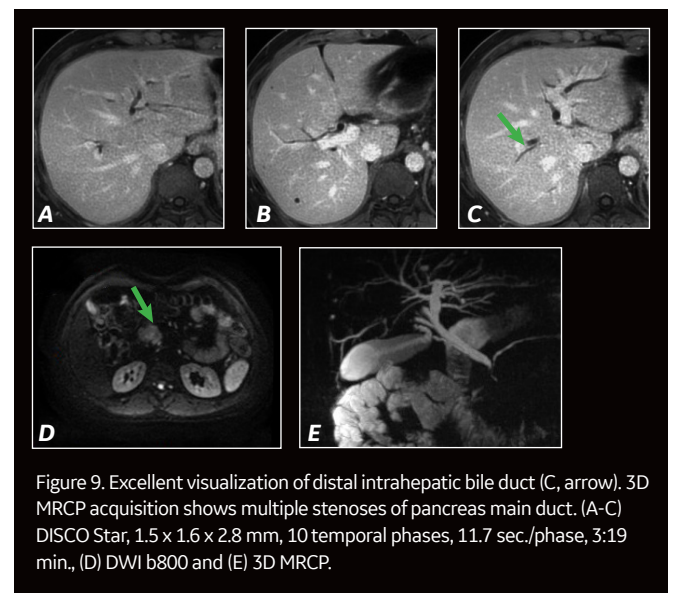 A
B
C
D
E
Figure 9. Excellent visualization of distal intrahepatic bile duct (C, arrow). 3D
MRCP acquisition shows multiple stenoses of pancreas main duct. (A-C)
DISCO Star, 1.5 x 1.6 x 2.8 mm, 10 temporal phases, 11.7 sec./phase, 3:19
min., (D) DWI b800 and (E) 3D MRCP.